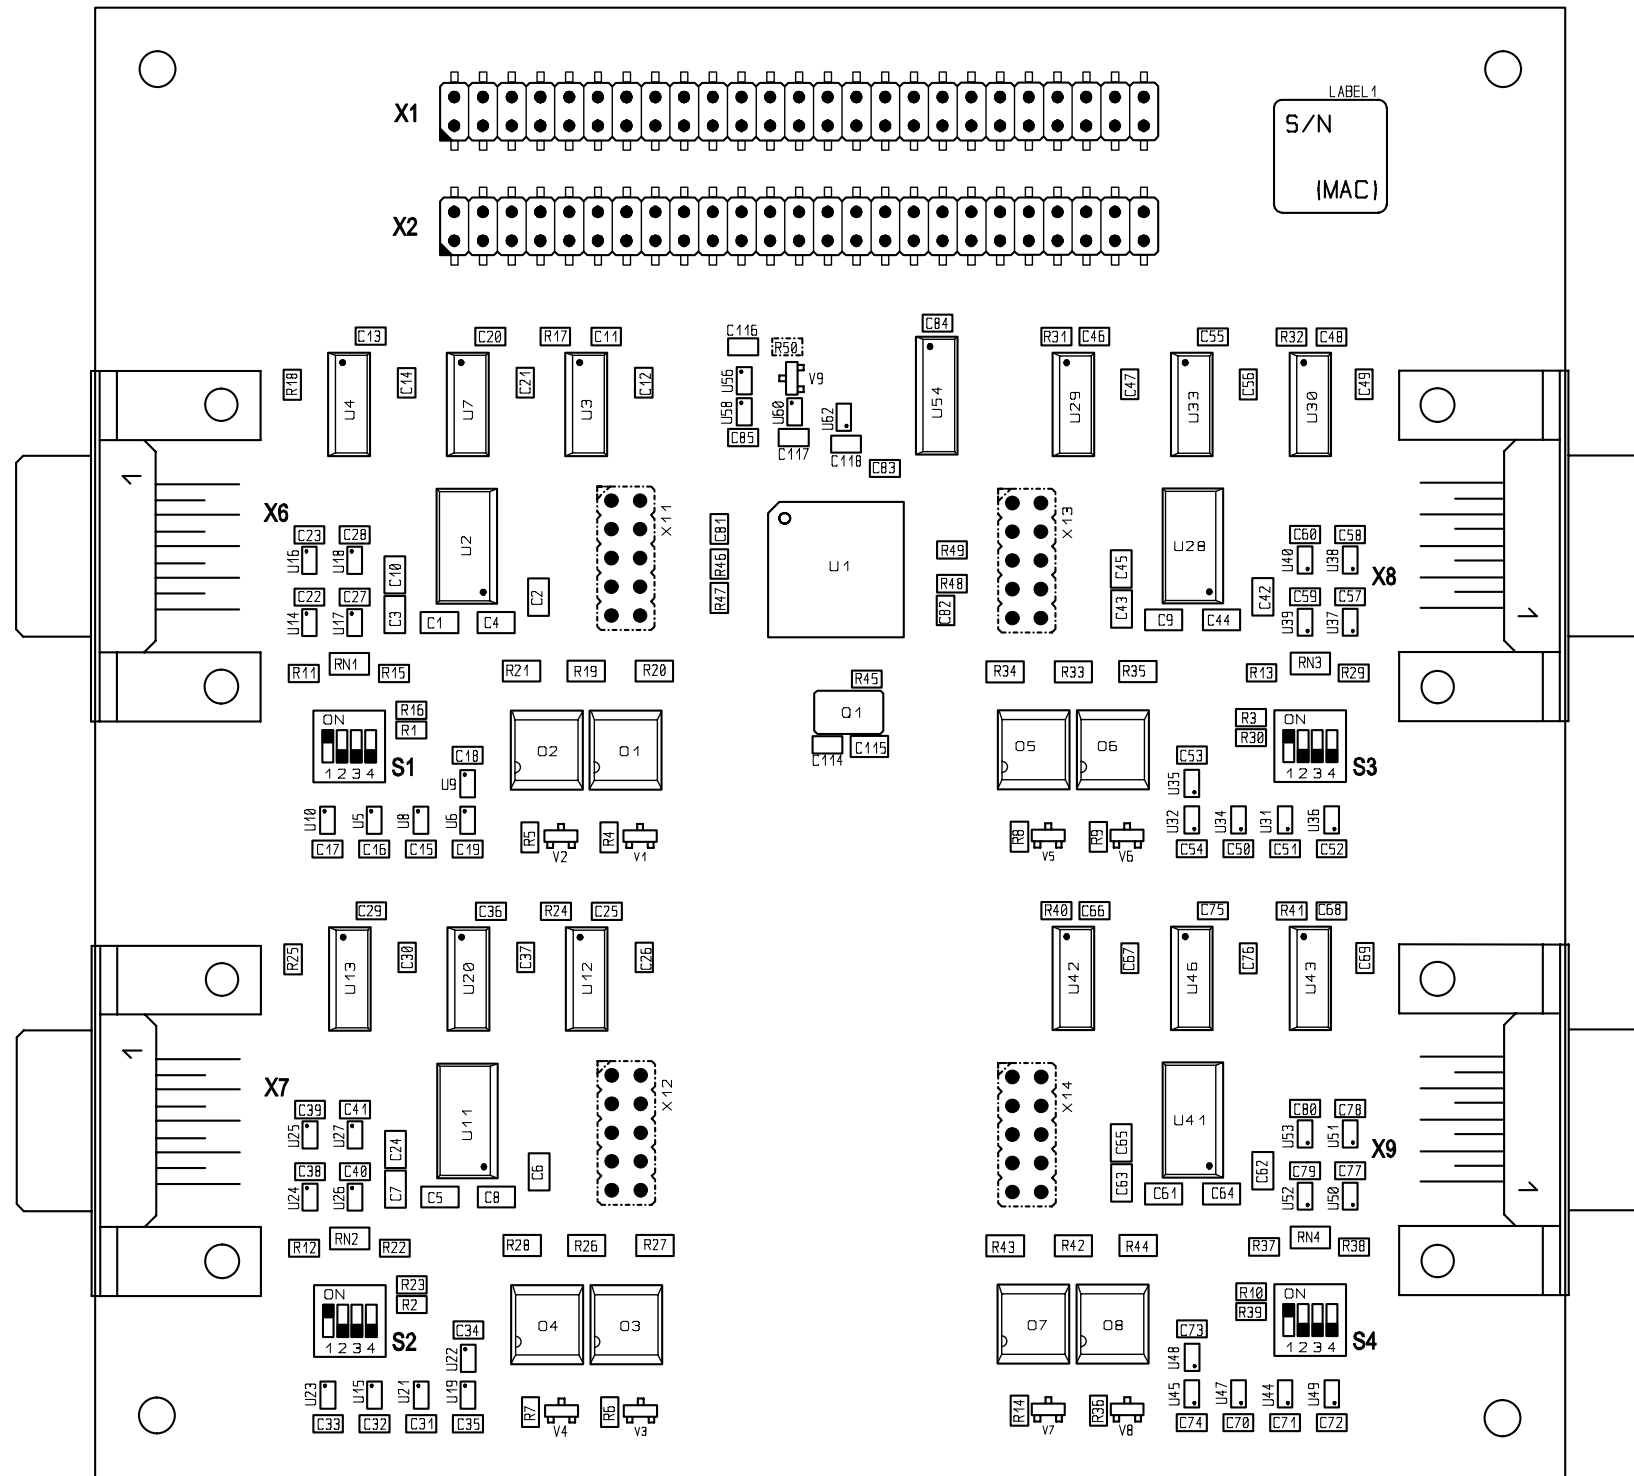 LABEL1
X1
S/N
(MAC)
X2
C84
C13 C20 R17 C11 C116 R50 R31 C46 C55 R32 C48
R18 U4 C14 U7 C21 U3 C12 U56 V9 U54 U29 C47 U33 C56 U30 C49
U58 U60 U62
C85 C117 C118 C83
1
X6 X11 X13
C23 C28 U2 C81 U1 R49 U28 C60 C58
U16 U18 C10 R46 C45 U40 U38 X8
C22 C27 C2 R47 R48 C42 C59 C57
U14 U17 C3 C1 C4 C82 C43 C9 C44 U39 U37
1
R11 RN1 R15 R21 R19 R20 R45 R34 R33 R35 R13 RN3 R29
ON R16 Q1 R3 ON
R1 R30
1 2 3 4 S1 C18 O2 O1 C114 C115 O5 O6 C53 1 2 3 4 S3
U9 U35
U10 U5 U8 U6 R5 V2 R4 V1 R8 V5 R9 V6 U32 U34 U31 U36
C17 C16 C15 C19 C54 C50 C51 C52
C29 C36 R24 C25 R40 C66 C75 R41 C68
R25 U13 C30 U20 C37 U12 C26 U42 C67 U46 C76 U43 C69
1
X7 X12 X14
C39 C41 U11 U41 C80 C78
U25 U27 C24 C65 U53 U51 X9
C38 C40 C6 C62 C79 C77
U24 U26 C7 C5 C8 C63 C61 C64 U52 U50
1
R12 RN2 R22 R28 R26 R27 R43 R42 R44 R37 RN4 R38
ON R23 R10 ON
R2 R39
1 2 3 4 S2 C34 O4 O3 O7 O8 C73 1 2 3 4 S4
U22 U48
U23 U15 U21 U19 R7 V4 R6 V3 R14 V7 R36 V8 U45 U47 U44 U49
C33 C32 C31 C35 C74 C70 C71 C72